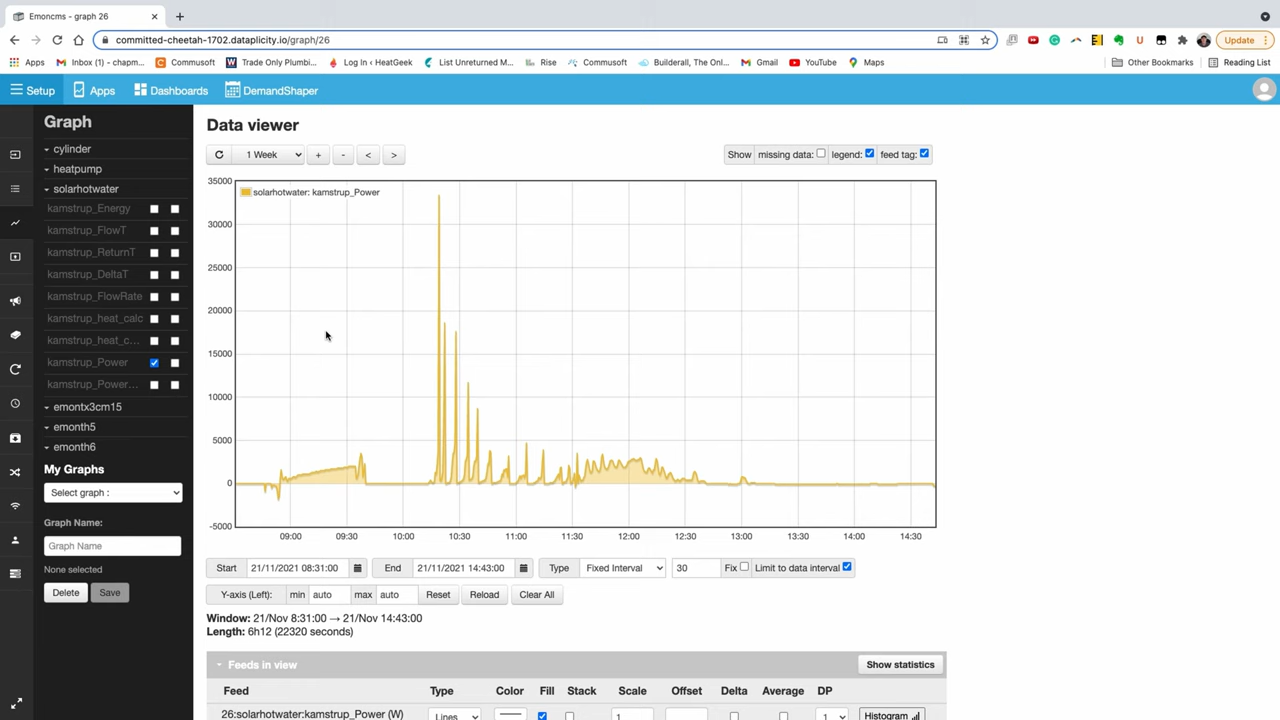 Emoncms - graph 26
committed-cheetah-1702.dataplicity.io/graph/26
Update
Apps
Inbox (1) - chapm...
Commusoft
Trade Only Plumbi...
Log In ‹ HeatGeek
List Unreturned M...
Rise
Commusoft
Builderall, The Onl...
Gmail
YouTube
Maps
Other Bookmarks
Reading List
Setup
Apps
Dashboards
DemandShaper
Graph
cylinder
heatpump
solarhotwater
kamstrup_Energy
kamstrup_FlowT
kamstrup_ReturnT
kamstrup_DeltaT
kamstrup_FlowRate
kamstrup_heat_calc
kamstrup_heat_c...
kamstrup_Power
kamstrup_Power...
emontx3cm15
emonth5
emonth6
My Graphs
Select graph :
Graph Name:
Graph Name
None selected
Delete
Save
Data viewer
1 Week
+
-
<
>
Show
missing data:
legend:
feed tag:
solarhotwater: kamstrup_Power
35000
30000
25000
20000
15000
10000
5000
0
-5000
09:00
09:30
10:00
10:30
11:00
11:30
12:00
12:30
13:00
13:30
14:00
14:30
Start
21/11/2021 08:31:00
End
21/11/2021 14:43:00
Type
Fixed Interval
30
Fix
Limit to data interval
Y-axis (Left):
min
auto
max
auto
Reset
Reload
Clear All
Window: 21/Nov 8:31:00 → 21/Nov 14:43:00
Length: 6h12 (22320 seconds)
Feeds in view
Show statistics
Feed
Type
Color
Fill
Stack
Scale
Offset
Delta
Average
DP
26:solarhotwater:kamstrup_Power (W)
Lines
1
1
Histogram